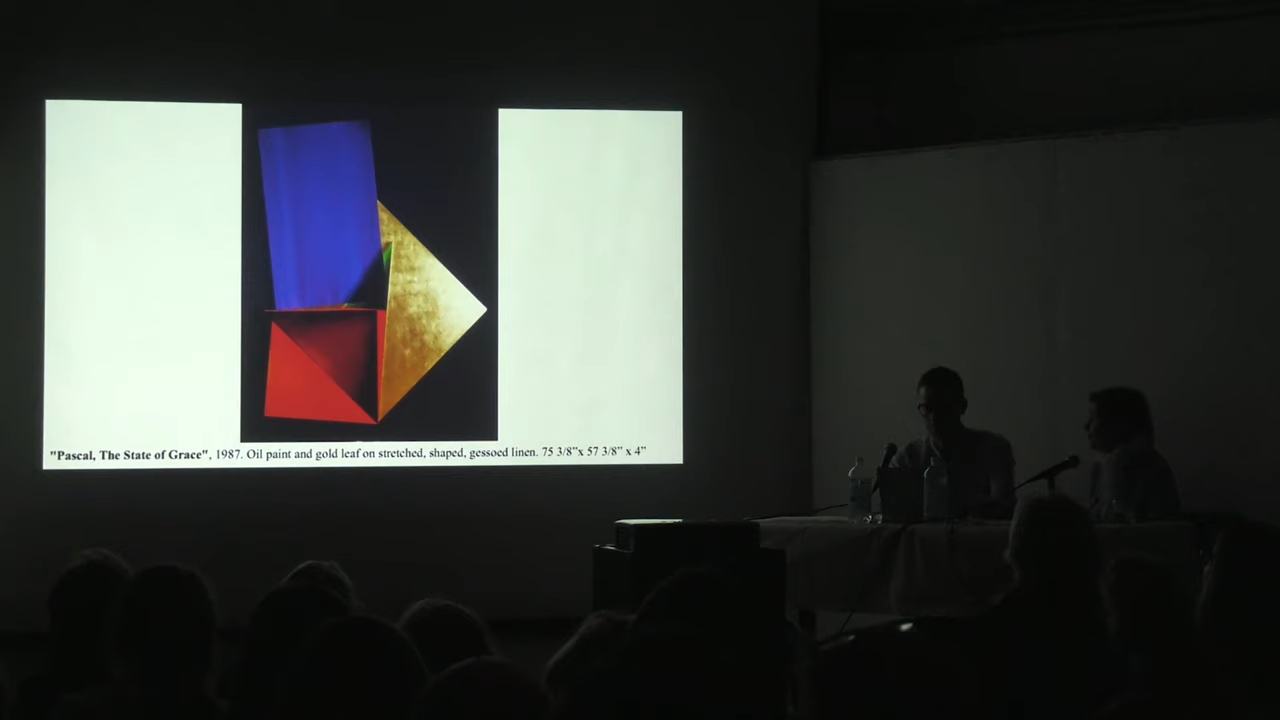 "Pascal, The State of Grace", 1987. Oil paint and gold leaf on stretched, shaped, gessoed linen. 75 3/8”x 57 3/8” x 4”